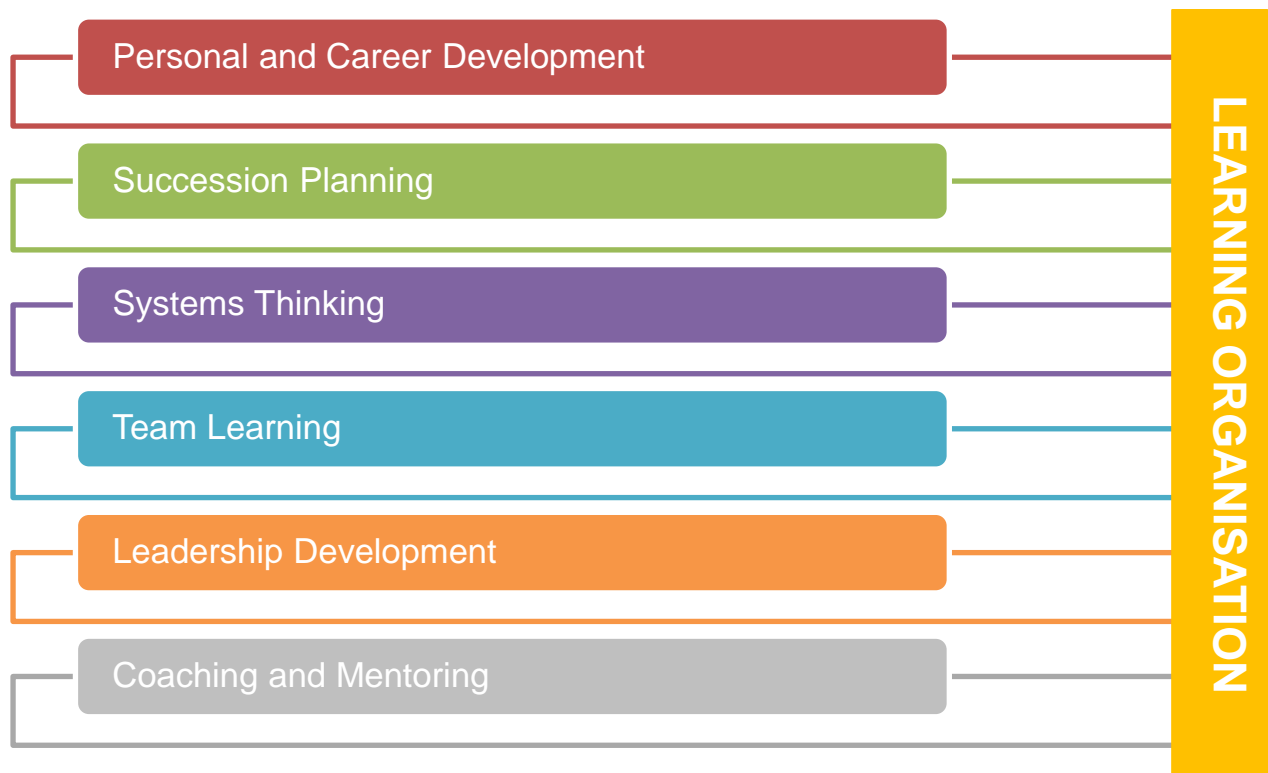 Personal and Career Development
Succession Planning
Systems Thinking
Team Learning
Leadership Development
Coaching and Mentoring
LEARNING ORGANISATION